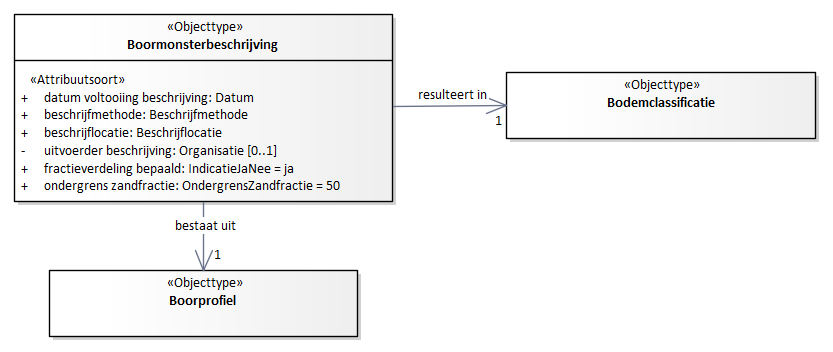 «Objecttype»
Boormonsterbeschrijving
«Attribuutsoort»
+ datum voltooiing beschrijving: Datum
+ beschrijfmethode: Beschrijfmethode
+ beschrijflocatie: Beschrijflocatie
- uitvoerder beschrijving: Organisatie [0..1]
+ fractieverdeling bepaald: IndicatieJaNee = ja
+ ondergrens zandfractie: OndergrensZandfractie = 50
resulteert in
1
«Objecttype»
Bodemclassificatie
bestaat uit
1
«Objecttype»
Boorprofiel